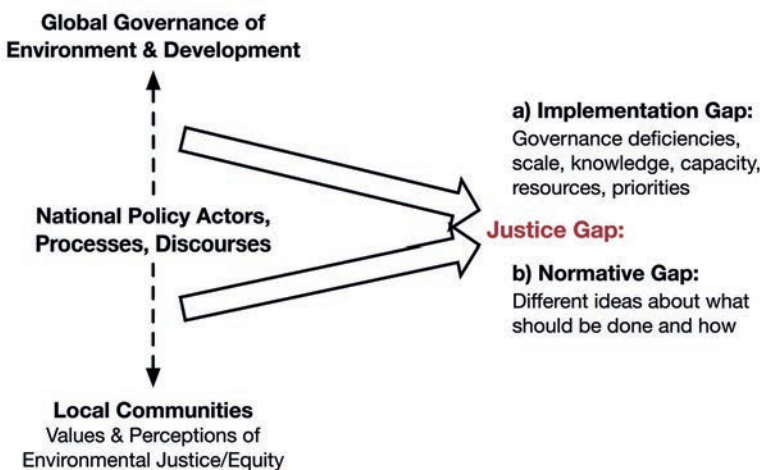 Global Governance of
Environment & Development
National Policy Actors,
Processes, Discourses
Local Communities
Values & Perceptions of
Environmental Justice/Equity
a) Implementation Gap:
Governance deficiencies,
scale, knowledge, capacity,
resources, priorities
Justice Gap:
b) Normative Gap:
Different ideas about what
should be done and how